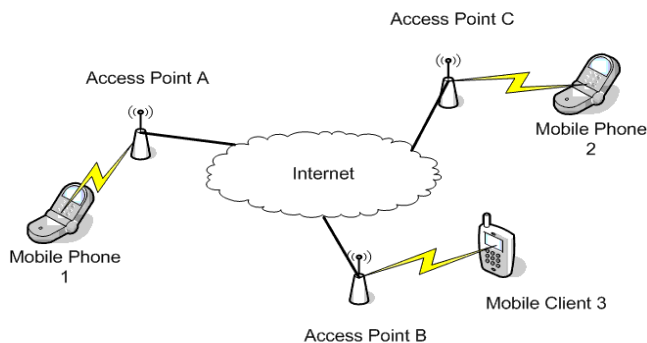 Access Point C
Access Point A
Mobile Phone
2
Internet
Mobile Phone
1
Mobile Client 3
Access Point B